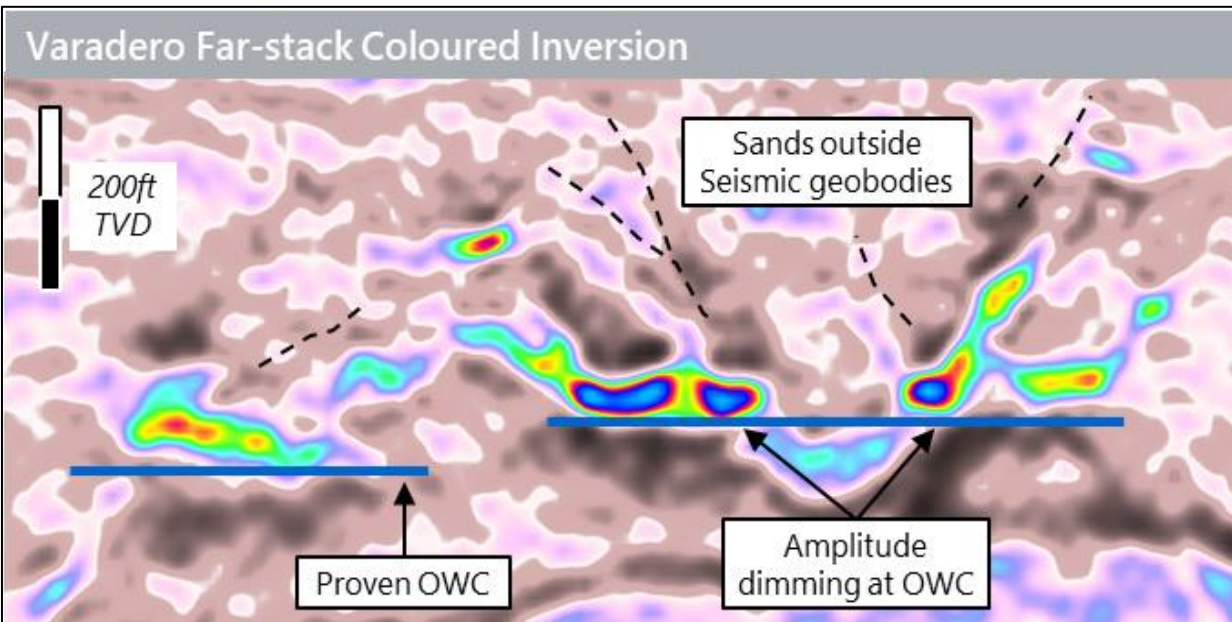 Varadero Far-stack Coloured Inversion
200ft
TVD
Sands outside
Seismic geobodies
Proven OWC
Amplitude
dimming at OWC